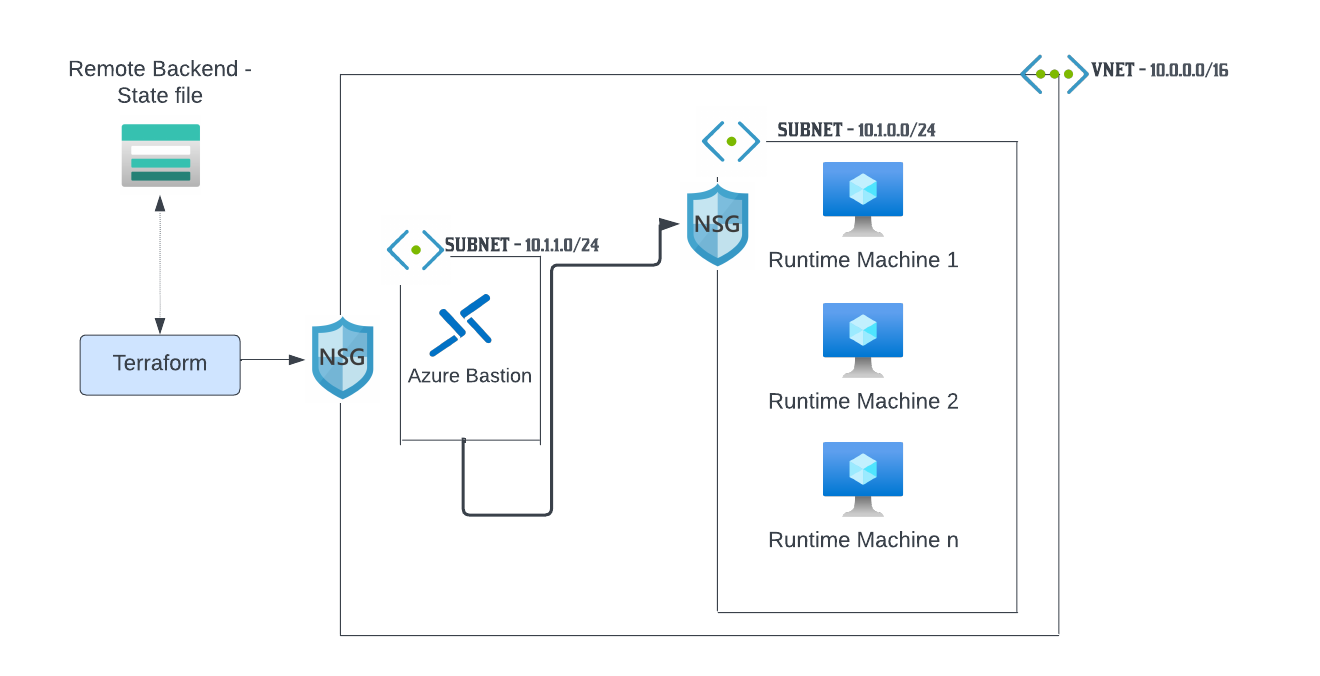 Remote Backend -
State file
VNET - 10.0.0.0/16
SUBNET - 10.1.0.0/24
NSG
Runtime Machine 1
SUBNET - 10.1.1.0/24
Terraform
NSG
Azure Bastion
Runtime Machine 2
Runtime Machine n